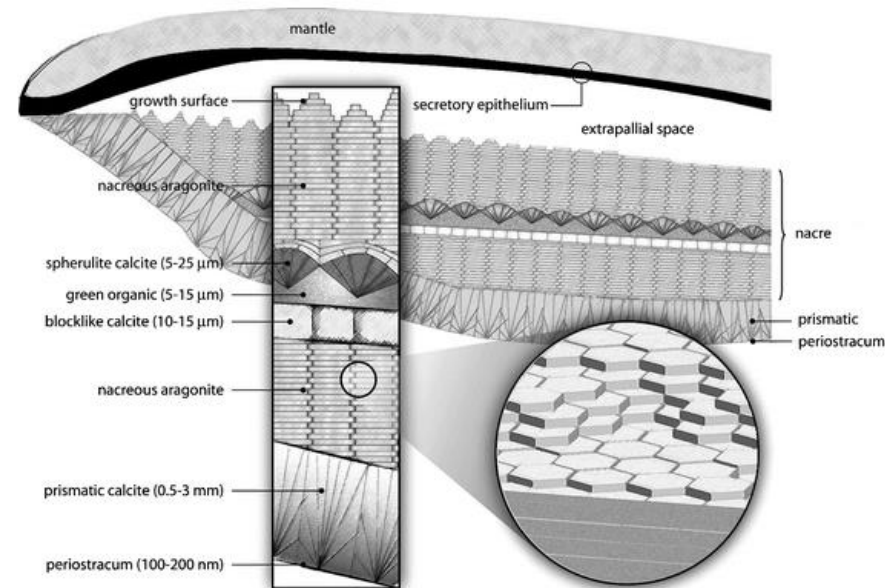 mantle
growth surface
secretory epithelium
extrapallial space
nacreous aragonite
nacre
spherulite calcite (5-25 μm)
green organic (5-15 μm)
blocklike calcite (10-15 μm)
prismatic
periostracum
nacreous aragonite
prismatic calcite (0.5-3 mm)
periostracum (100-200 nm)